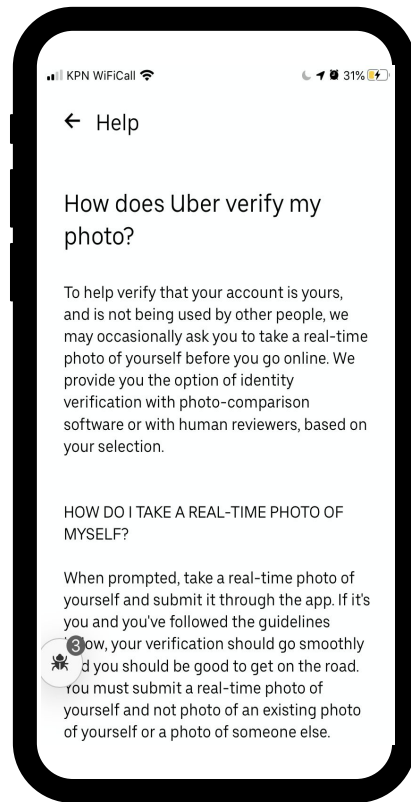 KPN WiFiCall 31%
← Help
How does Uber verify my
photo?
To help verify that your account is yours,
and is not being used by other people, we
may occasionally ask you to take a real-time
photo of yourself before you go online. We
provide you the option of identity
verification with photo-comparison
software or with human reviewers, based on
your selection.
HOW DO I TAKE A REAL-TIME PHOTO OF
MYSELF?
When prompted, take a real-time photo of
yourself and submit it through the app. If it's
you and you've followed the guidelines
3
ow, your verification should go smoothly
d you should be good to get on the road.
You must submit a real-time photo of
yourself and not photo of an existing photo
of yourself or a photo of someone else.